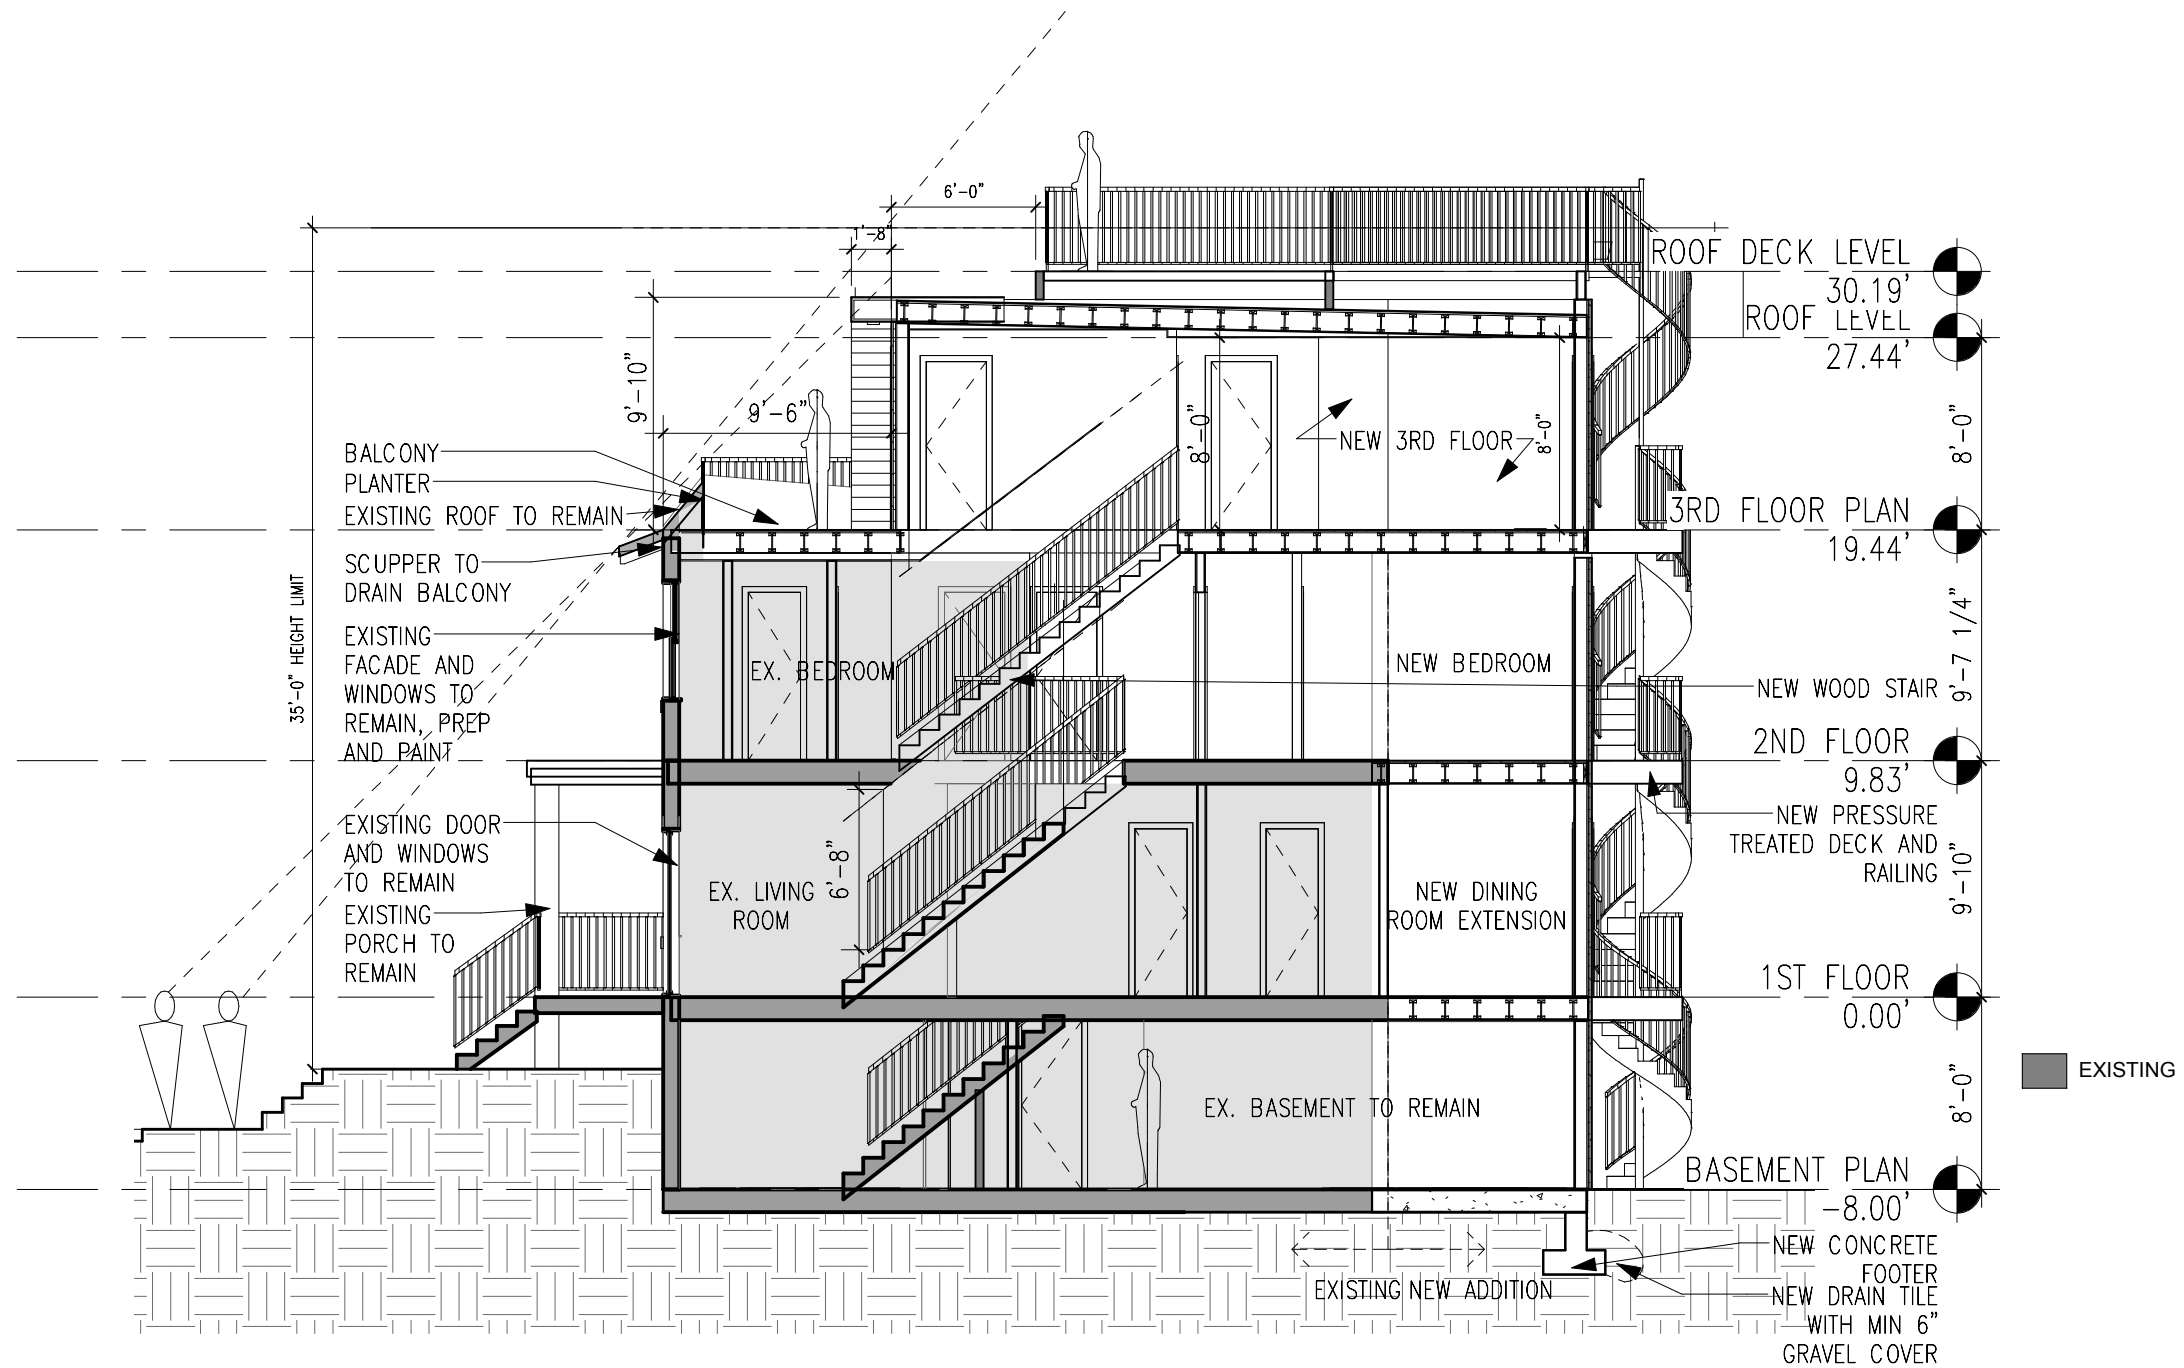 6'-0"
1'-8"
ROOF DECK LEVEL
30.19'
ROOF LEVEL
27.44'
9'-10"
9'-6"
8'-0"
NEW 3RD FLOOR
8'-0"
8'-0"
BALCONY
PLANTER
EXISTING ROOF TO REMAIN
3RD FLOOR PLAN
19.44'
SCUPPER TO
DRAIN BALCONY
35'-0" HEIGHT LIMIT
EXISTING
FACADE AND
WINDOWS TO
REMAIN, PREP
AND PAINT
EX. BEDROOM
NEW BEDROOM
NEW WOOD STAIR
9'-7 1/4"
2ND FLOOR
9.83'
NEW PRESSURE
TREATED DECK AND
RAILING
EXISTING DOOR
AND WINDOWS
TO REMAIN
EXISTING
PORCH TO
REMAIN
EX. LIVING
ROOM
6'-8"
NEW DINING
ROOM EXTENSION
9'-10"
1ST FLOOR
0.00'
EXISTING
EX. BASEMENT TO REMAIN
8'-0"
BASEMENT PLAN
-8.00'
EXISTING NEW ADDITION
NEW CONCRETE
FOOTER
NEW DRAIN TILE
WITH MIN 6"
GRAVEL COVER